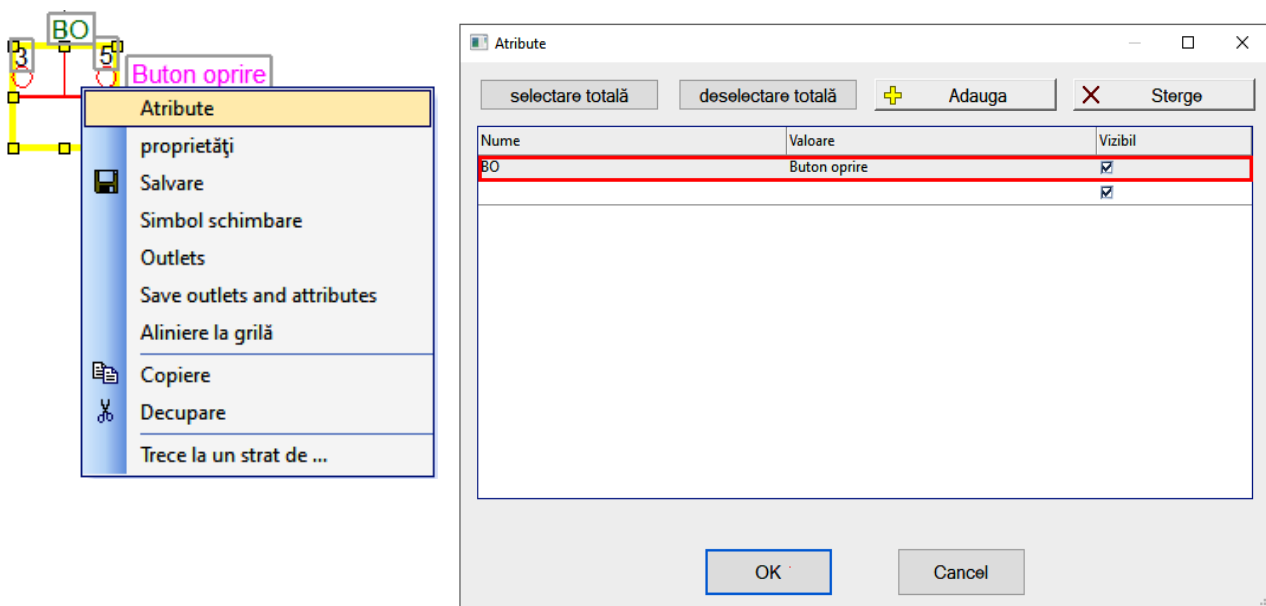 BO
3
5
Buton oprire
Atribute
proprietăţi
Salvare
Simbol schimbare
Outlets
Save outlets and attributes
Aliniere la grilă
Copiere
Decupare
Trece la un strat de ...
Atribute
selectare totală deselectare totală Adauga Sterge
Nume Valoare Vizibil
BO Buton oprire
OK Cancel